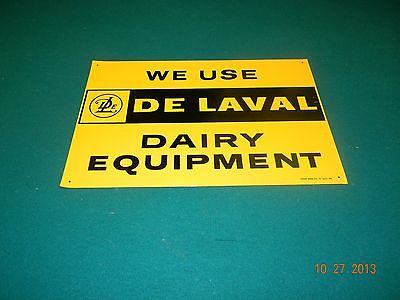 WE USE
DE LAVAL
DAIRY
EQUIPMENT
10 27 2013